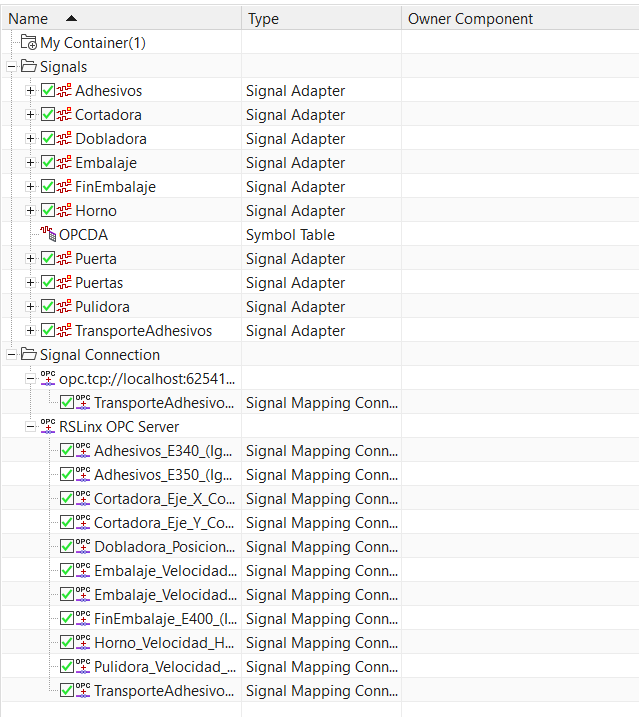 Name Type Owner Component
My Container(1)
Signals
Adhesivos Signal Adapter
Cortadora Signal Adapter
Dobladora Signal Adapter
Embalaje Signal Adapter
FinEmbalaje Signal Adapter
Horno Signal Adapter
OPCDA Symbol Table
Puerta Signal Adapter
Puertas Signal Adapter
Pulidora Signal Adapter
TransporteAdhesivos Signal Adapter
Signal Connection
OPC opc.tcp://localhost:62541...
OPC TransporteAdhesivo... Signal Mapping Conn...
OPC RSLinx OPC Server
OPC Adhesivos_E340_(Ig... Signal Mapping Conn...
OPC Adhesivos_E350_(Ig... Signal Mapping Conn...
OPC Cortadora_Eje_X_Co... Signal Mapping Conn...
OPC Cortadora_Eje_Y_Co... Signal Mapping Conn...
OPC Dobladora_Posicion... Signal Mapping Conn...
OPC Embalaje_Velocidad... Signal Mapping Conn...
OPC Embalaje_Velocidad... Signal Mapping Conn...
OPC FinEmbalaje_E400_(I... Signal Mapping Conn...
OPC Horno_Velocidad_H... Signal Mapping Conn...
OPC Pulidora_Velocidad_... Signal Mapping Conn...
OPC TransporteAdhesivo... Signal Mapping Conn...